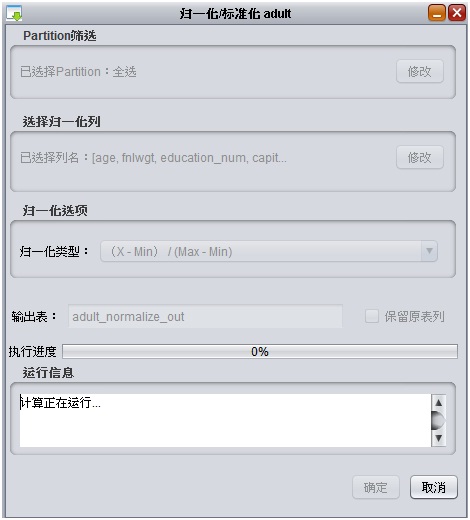 归一化/标准化 adult
Partition筛选
已选择Partition：全选
修改
选择归一化列
已选择列名：[age, fnlwgt, education_num, capit...
修改
归一化选项
归一化类型：
（X - Min） / (Max - Min)
输出表：
adult_normalize_out
保留原表列
执行进度
0%
运行信息
计算正在运行...
确定
取消